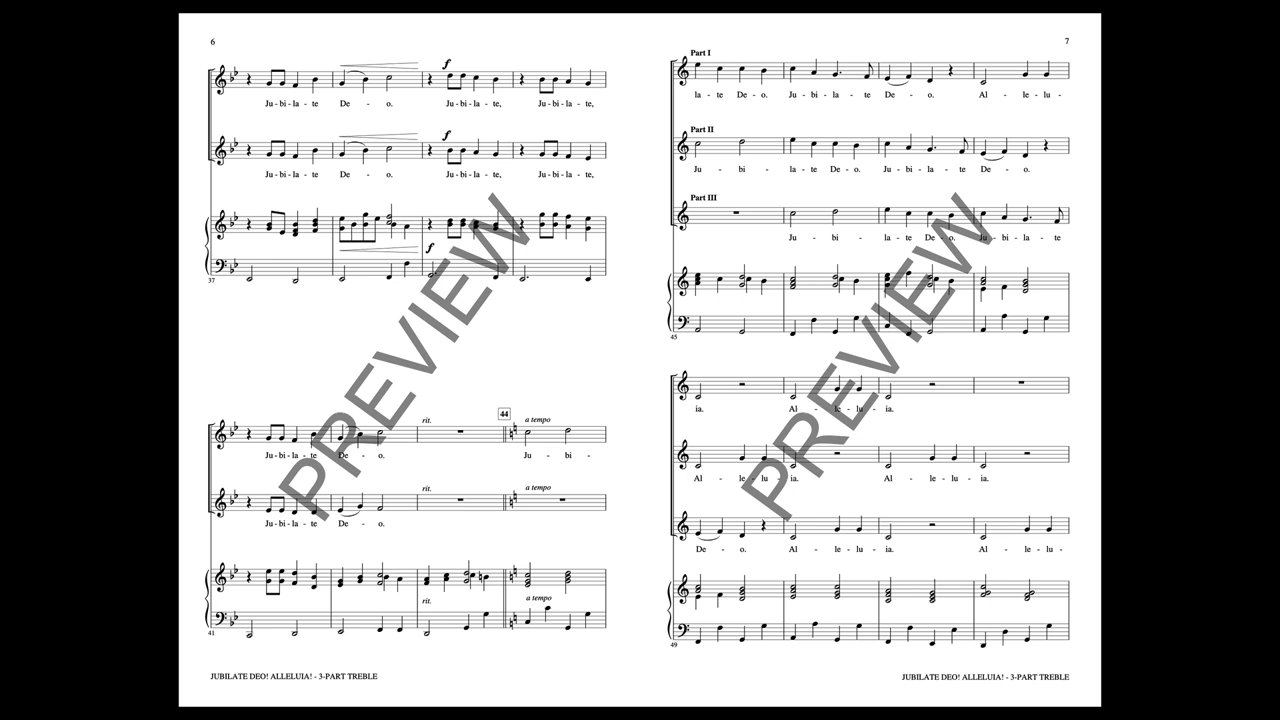 6
f
Ju - bi - la - te De - o. Ju - bi - la - te, Ju - bi - la - te,
f
Ju - bi - la - te De - o. Ju - bi - la - te, Ju - bi - la - te,
f
37
rit. 44 a tempo
Ju - bi - la - te De - o. Ju - bi -
rit. a tempo
Ju - bi - la - te De - o.
rit. a tempo
41
JUBILATE DEO! ALLELUIA! - 3-PART TREBLE
7
Part I
la - te De - o. Ju - bi - la - te De - o. Al - le - lu -
Part II
Ju - bi - la - te De - o. Ju - bi - la - te De - o.
Part III
Ju - bi - la - te De - o. Ju - bi - la - te
45
ia. Al - le - lu - ia.
Al - le - lu - ia. Al - le - lu - ia.
De - o. Al - le - lu - ia. Al - le - lu -
49
JUBILATE DEO! ALLELUIA! - 3-PART TREBLE
PREVIEW
PREVIEW